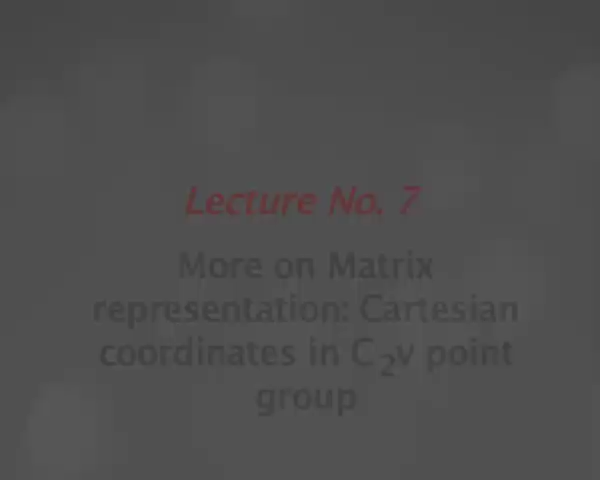 Lecture No. 7
More on Matrix
representation: Cartesian
coordinates in C₂v point
group